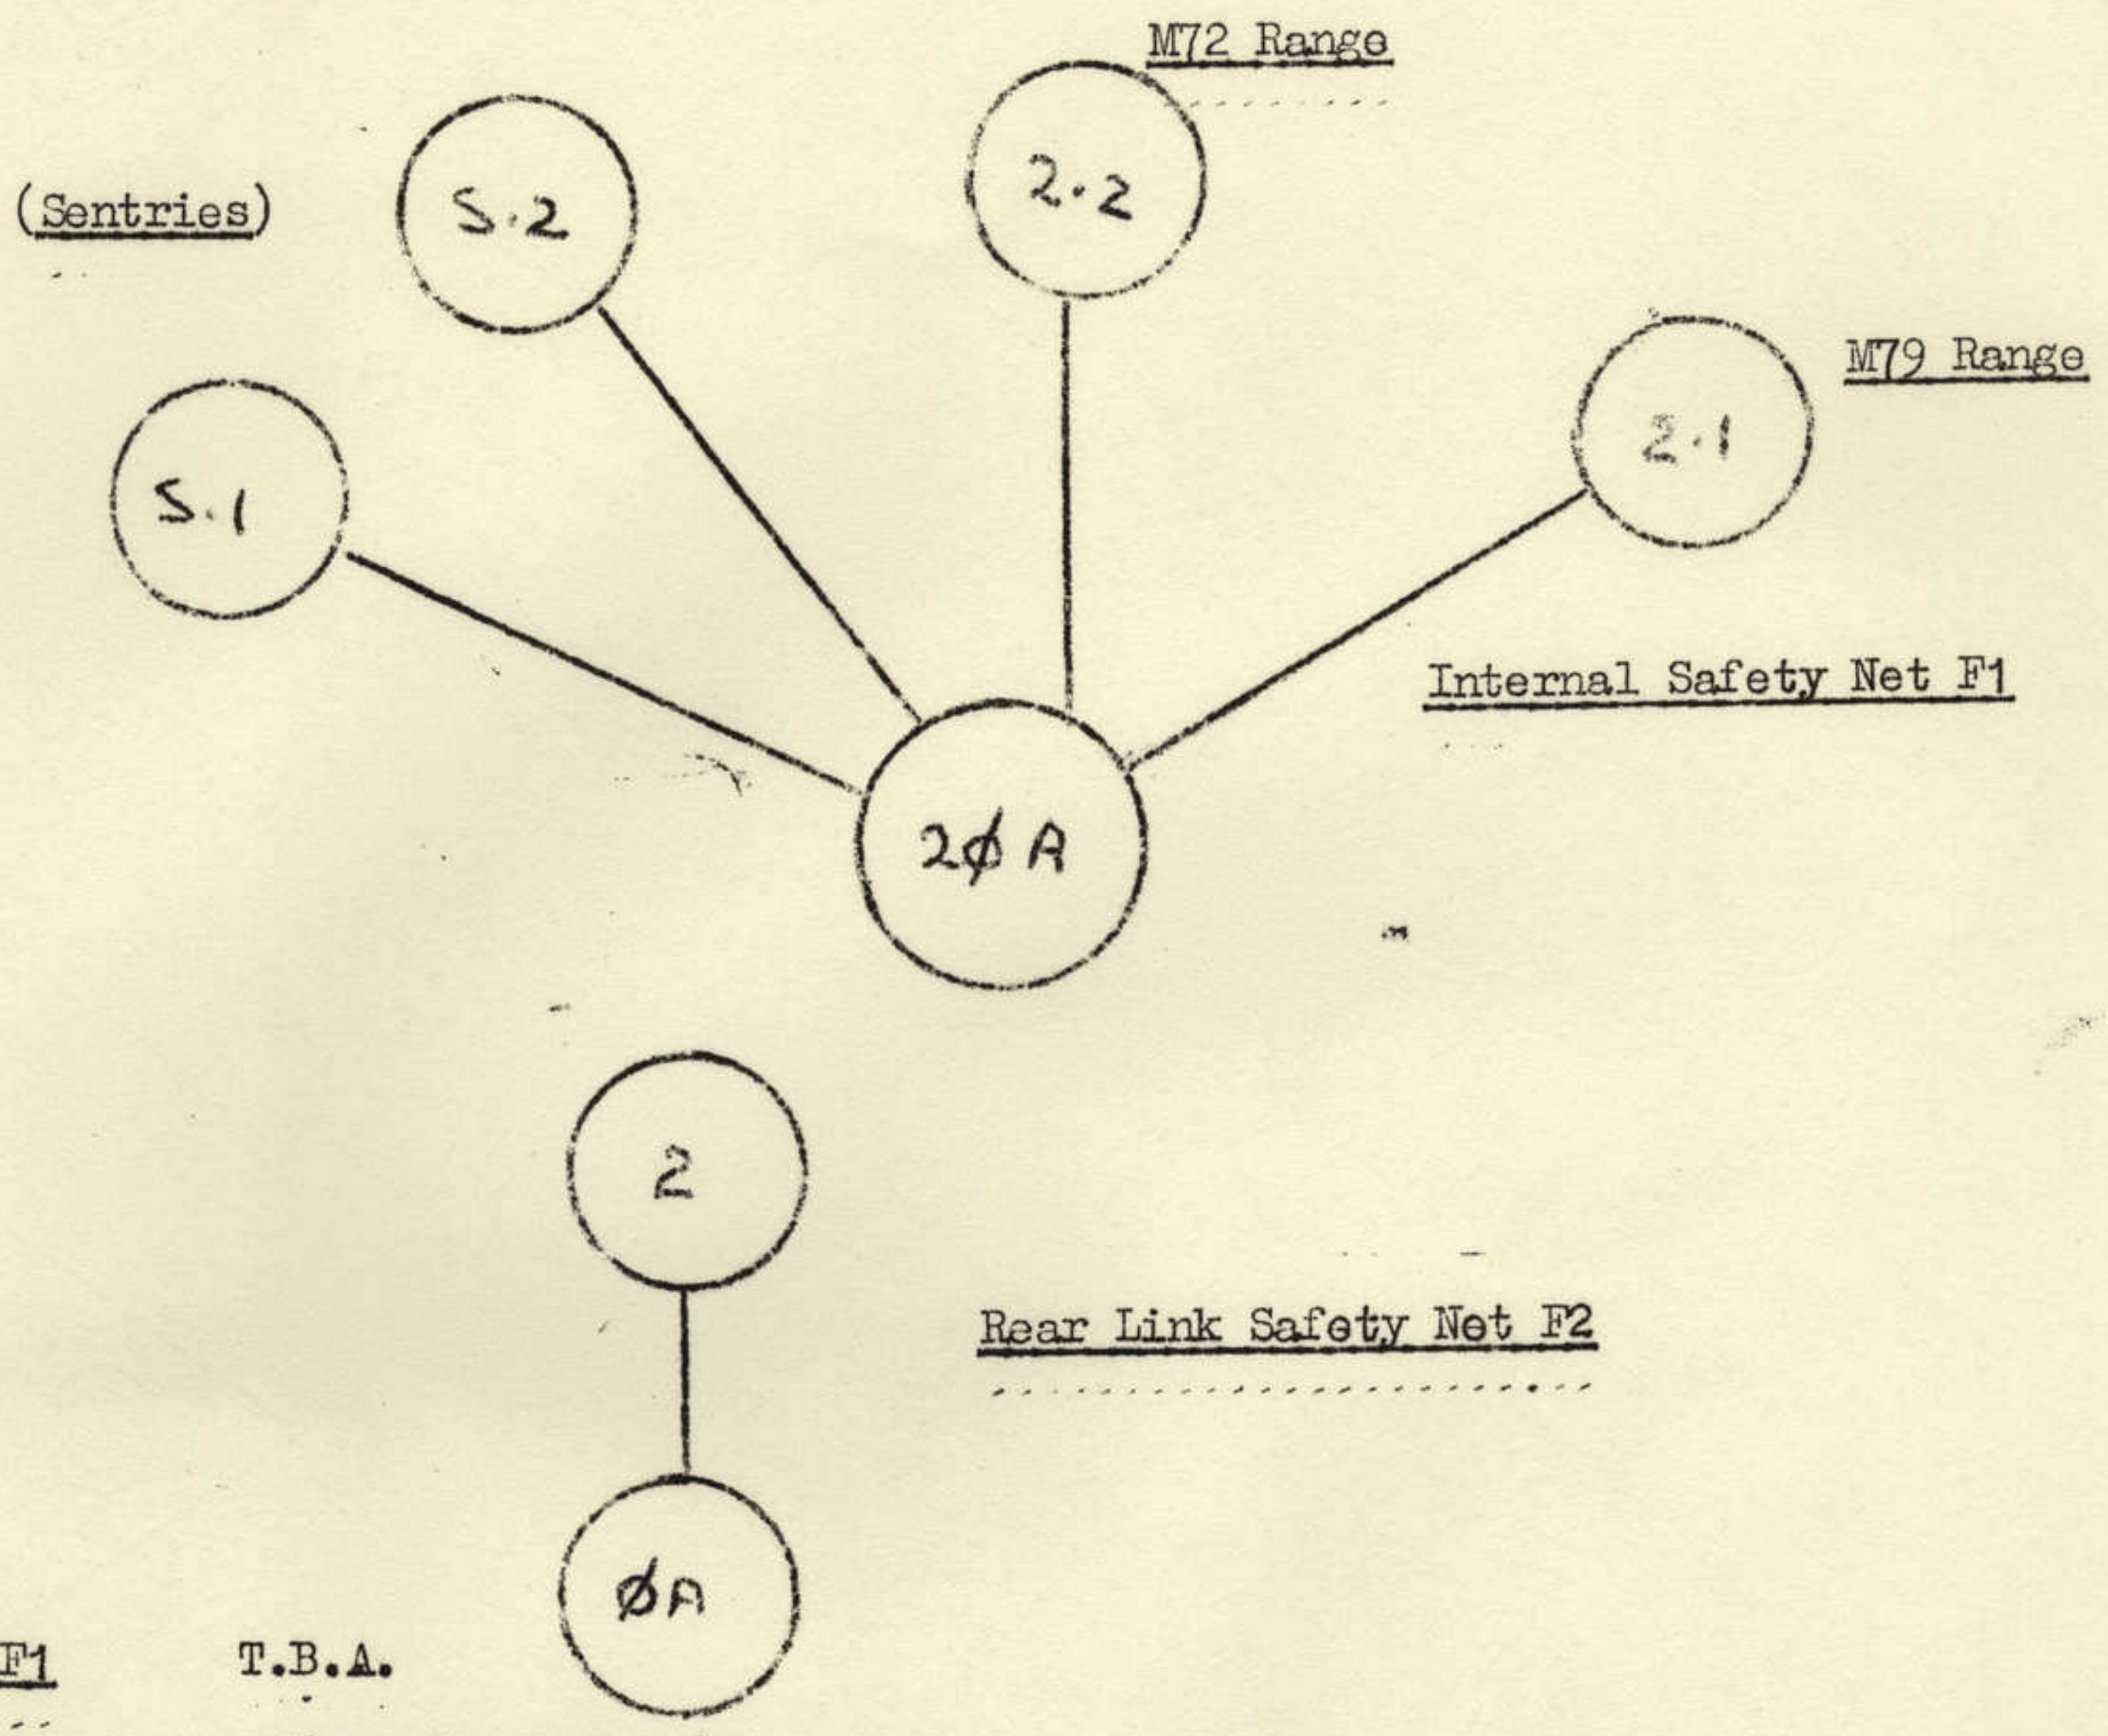 M72 Range
(Sentries)
S.2
2.2
M79 Range
2.1
S.1
Internal Safety Net F1
2ØA
2
Rear Link Safety Net F2
ØA
F1 T.B.A.